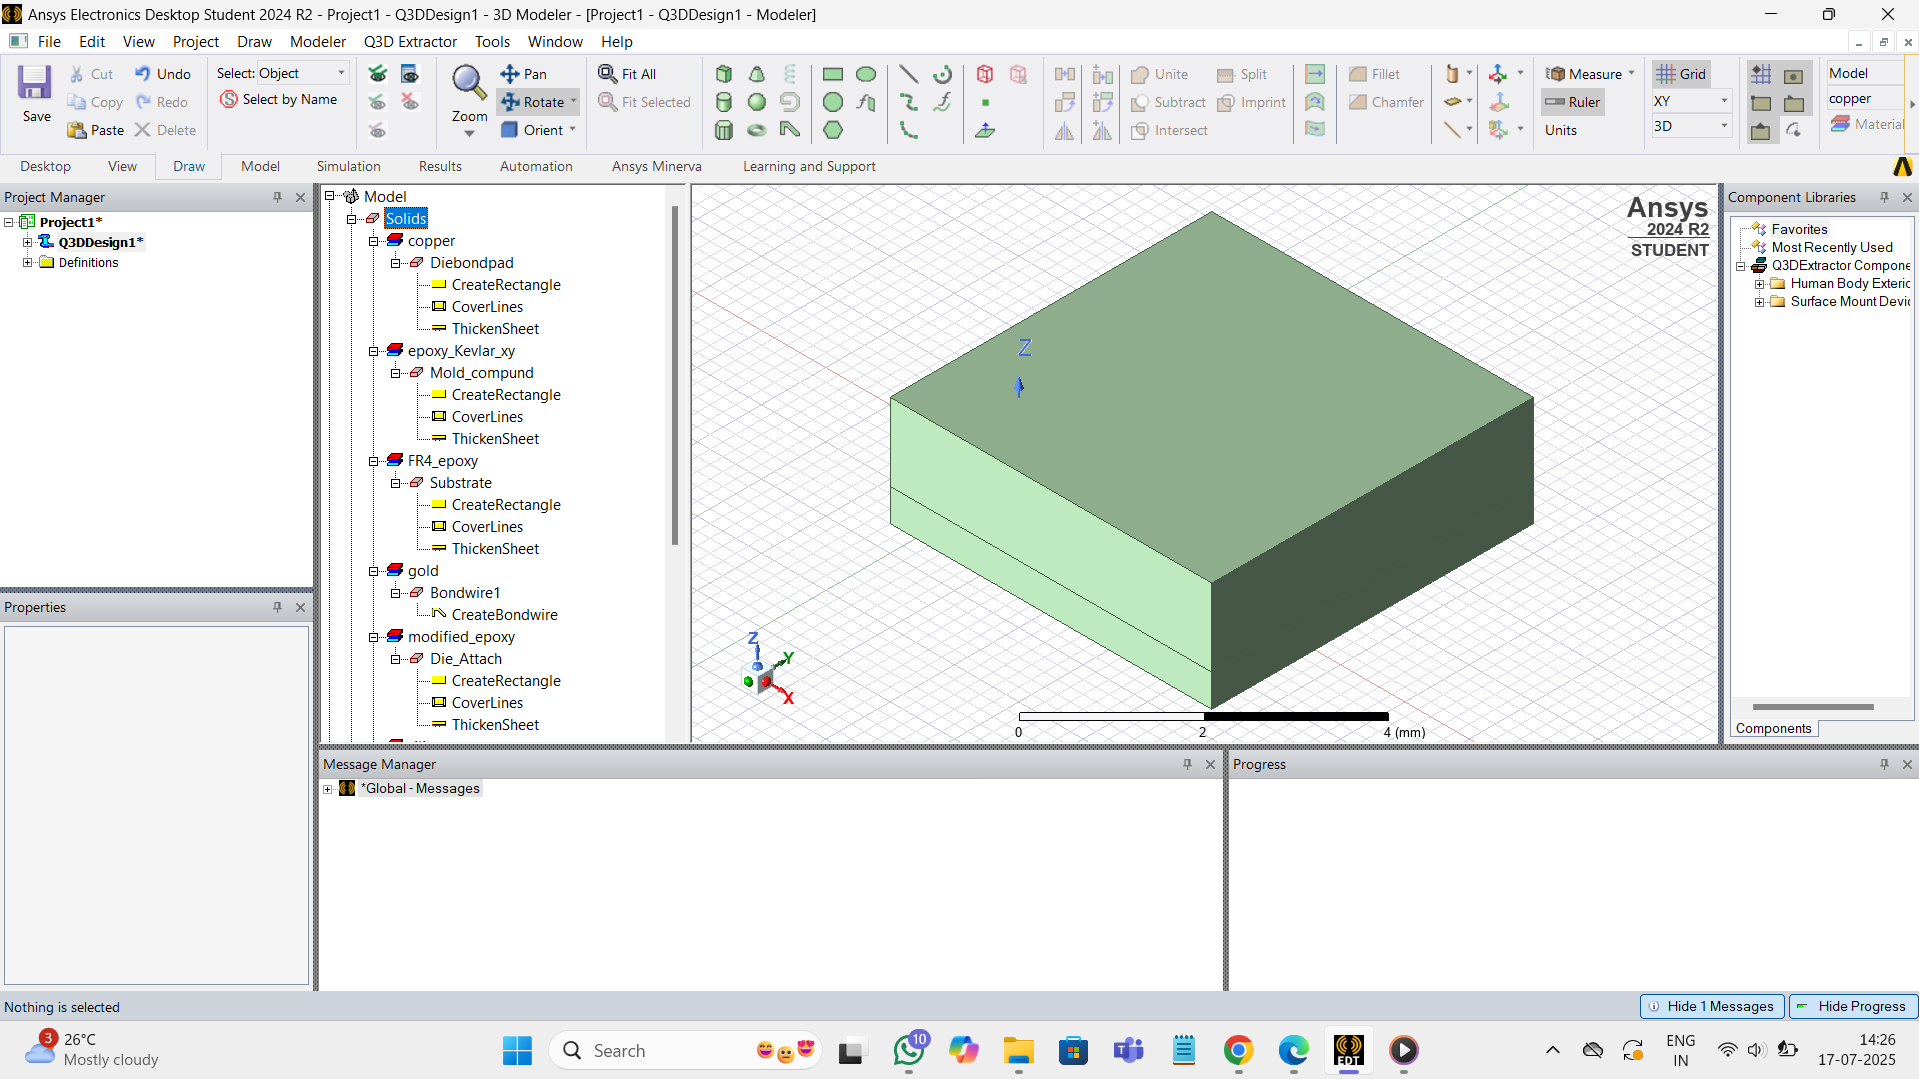 Ansys Electronics Desktop Student 2024 R2 - Project1 - Q3DDesign1 - 3D Modeler - [Project1 - Q3DDesign1 - Modeler]
File Edit View Project Draw Modeler Q3D Extractor Tools Window Help
Save
Cut Undo
Copy Redo
Paste Delete
Select: Object
Select by Name
Zoom
Pan
Rotate
Orient
Fit All
Fit Selected
Unite Split
Subtract Imprint
Intersect
Fillet
Chamfer
Measure
Ruler
Units
Grid
XY
3D
Model
copper
Material
Desktop View Draw Model Simulation Results Automation Ansys Minerva Learning and Support
Project Manager
Project1*
Q3DDesign1*
Definitions
Properties
Model
Solids
copper
Diebondpad
CreateRectangle
CoverLines
ThickenSheet
epoxy_Kevlar_xy
Mold_compund
CreateRectangle
CoverLines
ThickenSheet
FR4_epoxy
Substrate
CreateRectangle
CoverLines
ThickenSheet
gold
Bondwire1
CreateBondwire
modified_epoxy
Die_Attach
CreateRectangle
CoverLines
ThickenSheet
Ansys
2024 R2
STUDENT
Z
Z
Y
X
0 2 4 (mm)
Component Libraries
Favorites
Most Recently Used
Q3DExtractor Compone
Human Body Exteric
Surface Mount Devi
Components
Message Manager
*Global - Messages
Progress
Nothing is selected
Hide 1 Messages Hide Progress
3
26°C
Mostly cloudy
Search
10
EDT
ENG
IN
14:26
17-07-2025